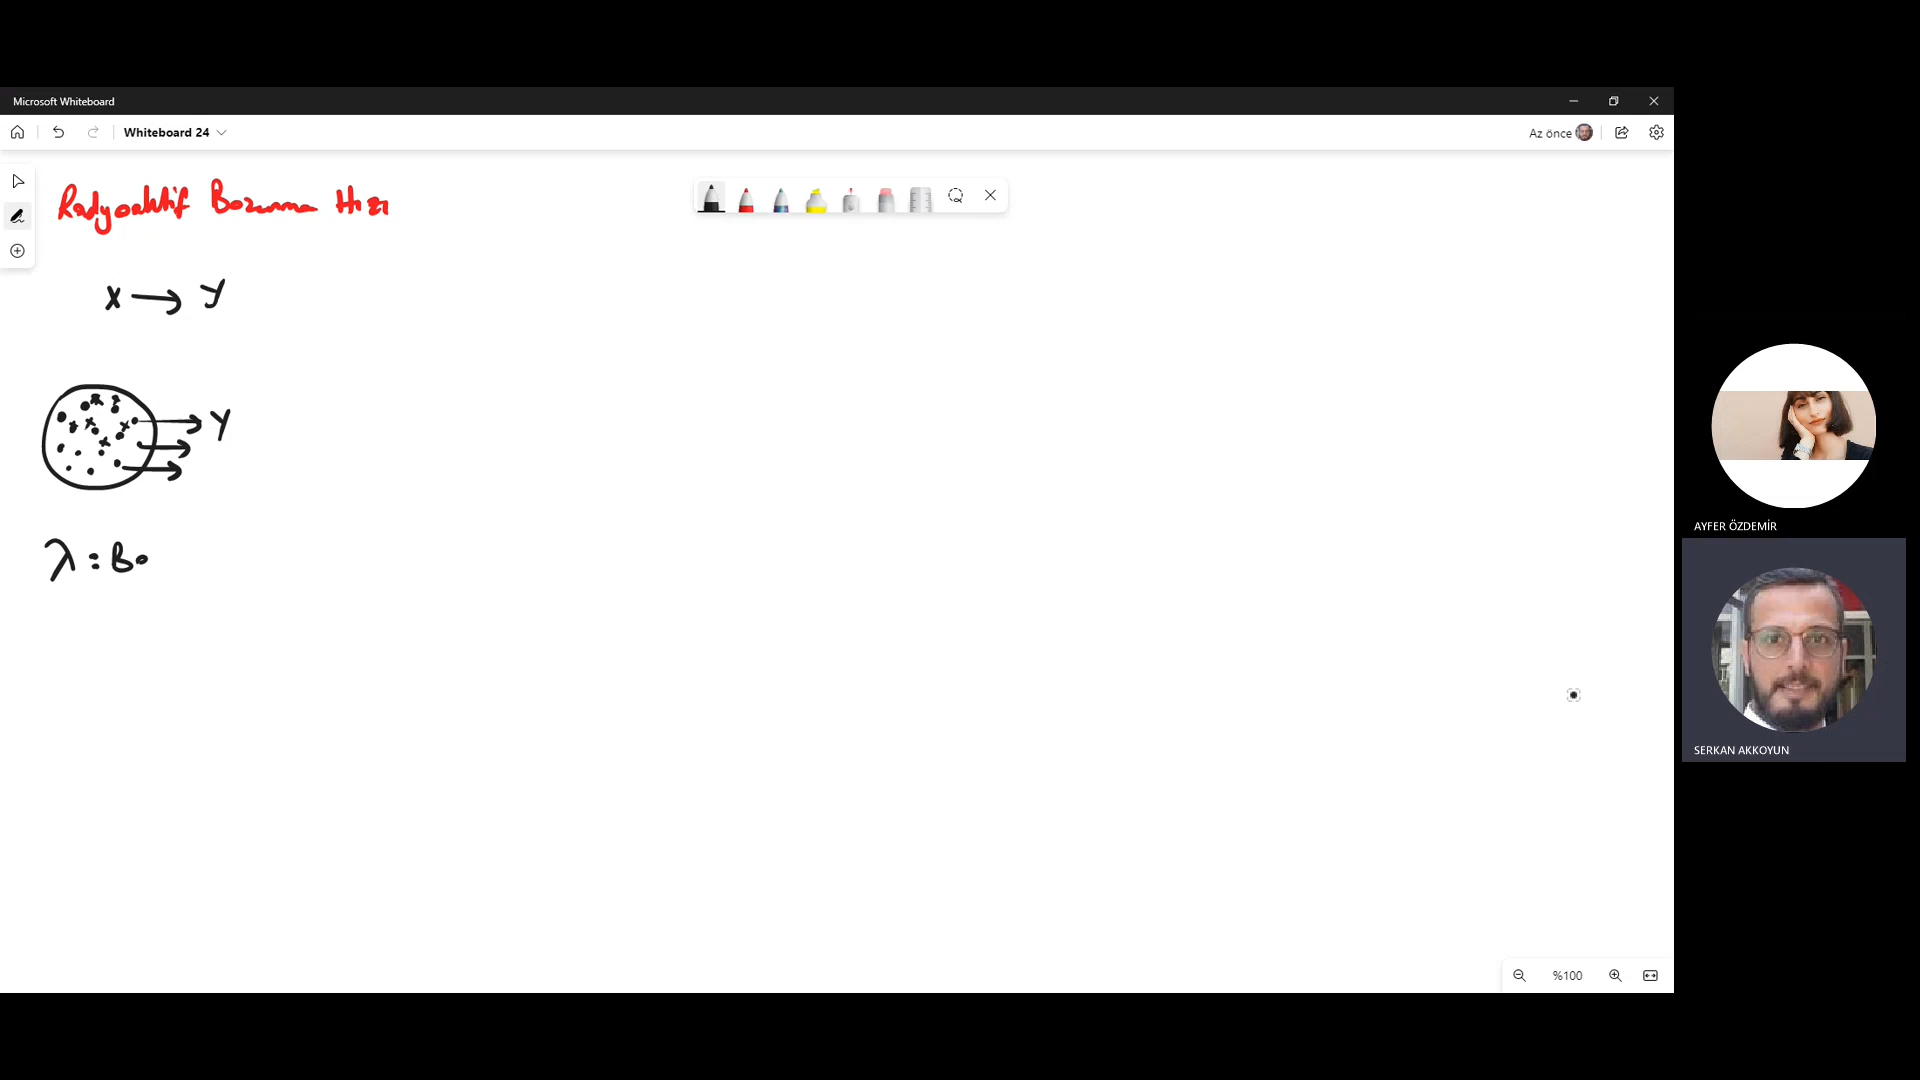 Microsoft Whiteboard
Whiteboard 24
Az önce
Radyoaktif Bozunma Hızı
X → Y
Y
λ : Bo
AYFER ÖZDEMİR
SERKAN AKKOYUN
%100